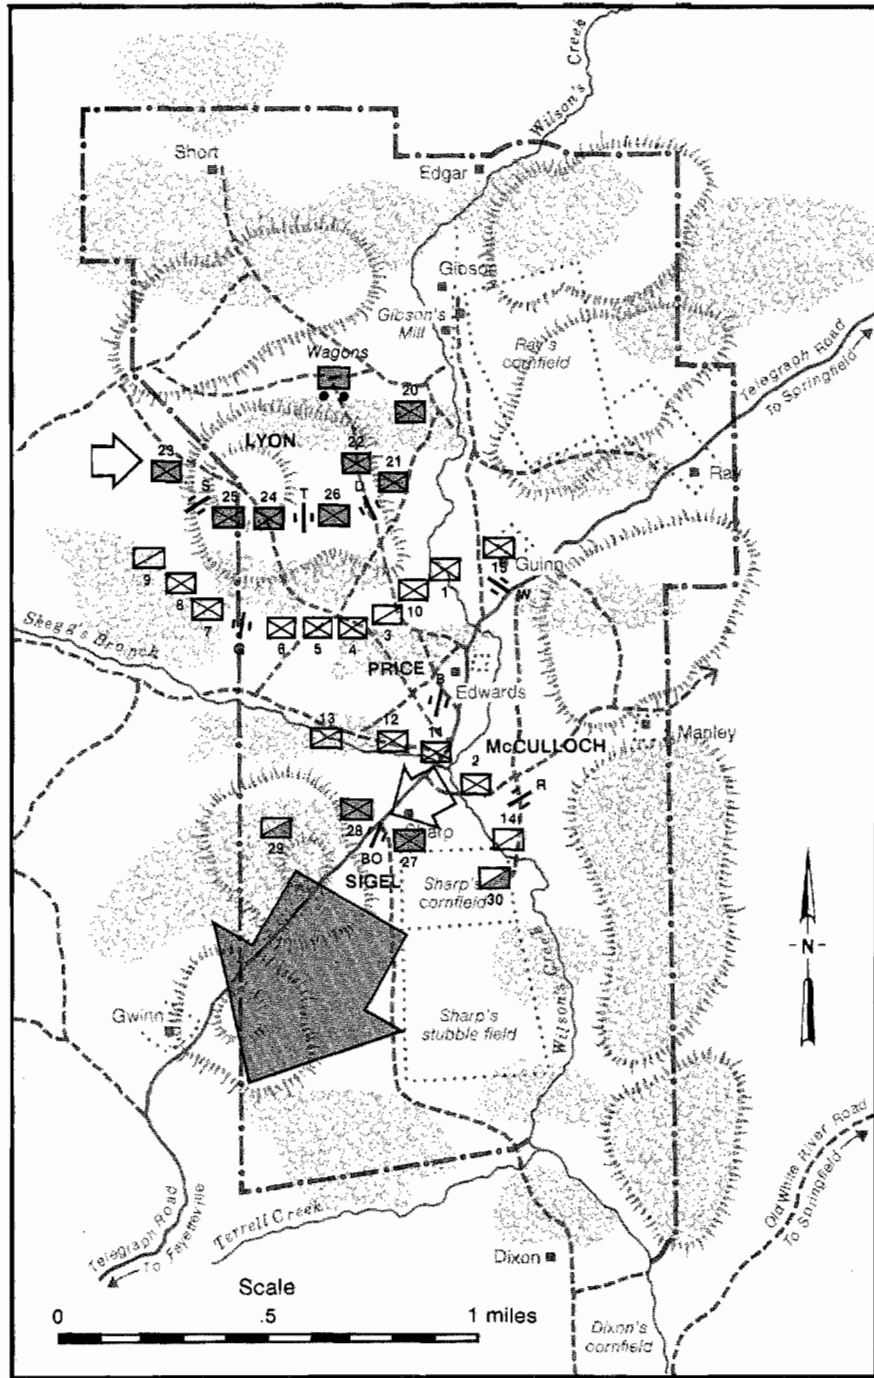 Wilson's Creek
Short
Edgar
Gibson
Gibson's
Mill
Ray's
cornfield
Telegraph Road
To Springfield
Wagons
20
LYON
23
22
21
Ray
S
25
24
T
26
D
15
Guinn
9
1
W
8
10
7
3
G
6
5
4
Skegg's Branch
PRICE
B
Edwards
13
12
11
McCULLOCH
Manley
2
R
14
28
Sharp
29
BO
27
SIGEL
Sharp's
cornfield
30
N
Wilson's Creek
Sharp's
stubble field
Gwinn
Old White River Road
To Springfield
Telegraph Road
To Fayetteville
Terrell Creek
Dixon
Scale
0 .5 1 miles
Dixon's
cornfield